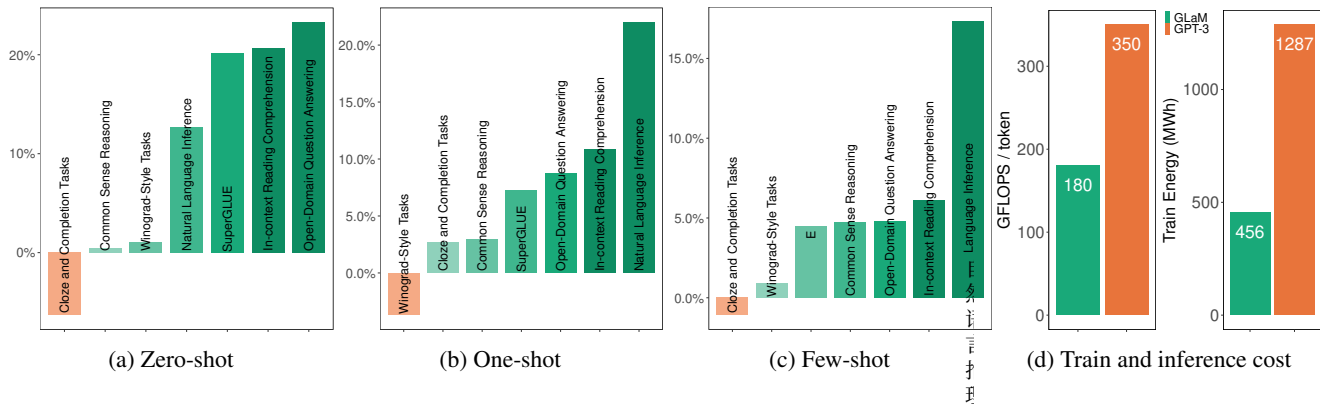 20%
10%
0%
Cloze and Completion Tasks
Common Sense Reasoning
Winograd-Style Tasks
Natural Language Inference
SuperGLUE
In-context Reading Comprehension
Open-Domain Question Answering
(a) Zero-shot
20.0%
15.0%
10.0%
5.0%
0.0%
Winograd-Style Tasks
Cloze and Completion Tasks
Common Sense Reasoning
SuperGLUE
Open-Domain Question Answering
In-context Reading Comprehension
Natural Language Inference
(b) One-shot
15.0%
10.0%
5.0%
0.0%
Cloze and Completion Tasks
Winograd-Style Tasks
E
Common Sense Reasoning
Open-Domain Question Answering
In-context Reading Comprehension
Language Inference
(c) Few-shot
GLaM
GPT-3
GFLOPS / token
300
200
100
0
180
350
Train Energy (MWh)
1000
500
0
456
1287
(d) Train and inference cost